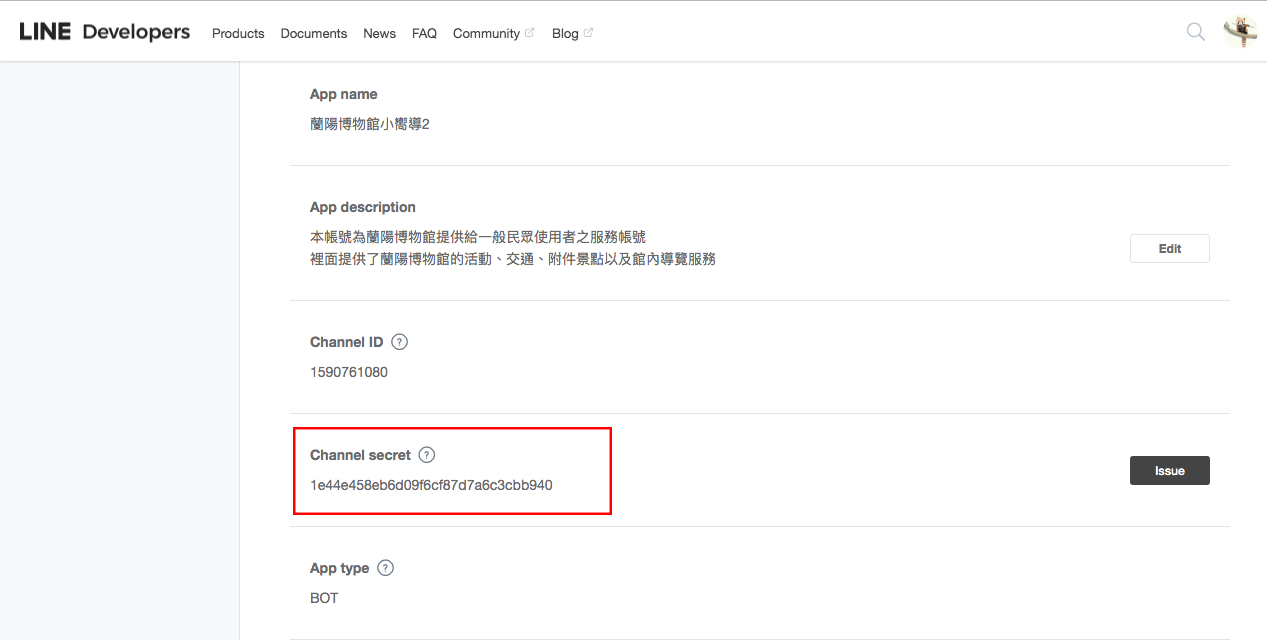 LINE Developers Products Documents News FAQ Community Blog
App name
蘭陽博物館小嚮導2
App description
本帳號為蘭陽博物館提供給一般民眾使用者之服務帳號
裡面提供了蘭陽博物館的活動、交通、附件景點以及館內導覽服務
Edit
Channel ID ?
1590761080
Channel secret ?
1e44e458eb6d09f6cf87d7a6c3cbb940
Issue
App type ?
BOT